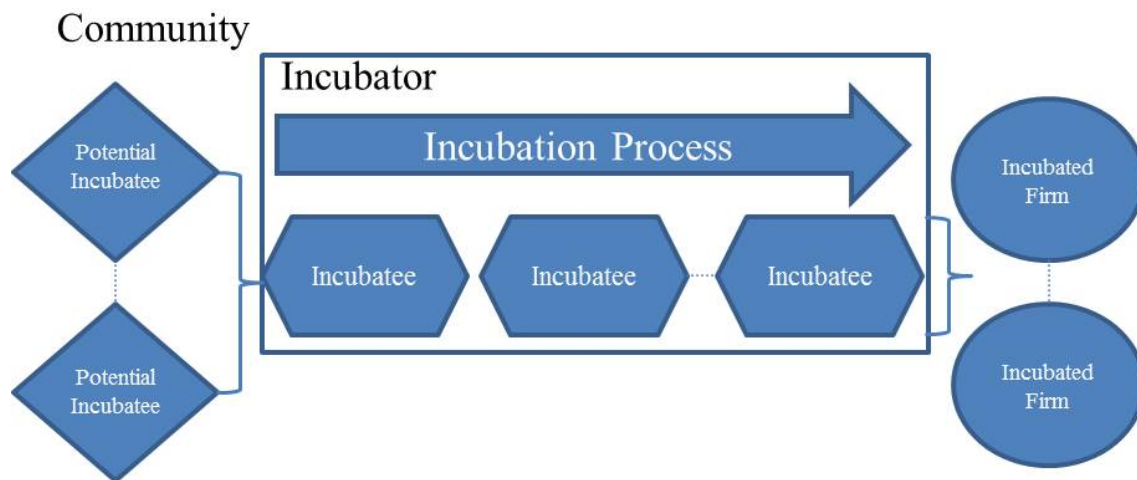 Community
Incubator
Incubation Process
Potential
Incubatee
Incubated
Firm
Incubatee
Incubatee
Incubatee
Potential
Incubatee
Incubated
Firm